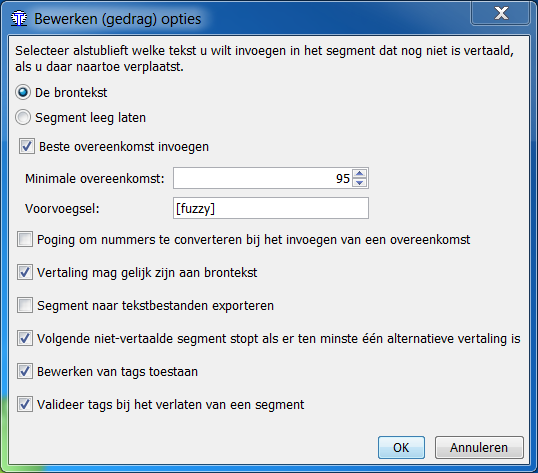 Bewerken (gedrag) opties
Selecteer alstublieft welke tekst u wilt invoegen in het segment dat nog niet is vertaald,
als u daar naartoe verplaatst.
De brontekst
Segment leeg laten
Beste overeenkomst invoegen
Minimale overeenkomst: 95
Voorvoegsel: [fuzzy]
Poging om nummers te converteren bij het invoegen van een overeenkomst
Vertaling mag gelijk zijn aan brontekst
Segment naar tekstbestanden exporteren
Volgende niet-vertaalde segment stopt als er ten minste één alternatieve vertaling is
Bewerken van tags toestaan
Valideer tags bij het verlaten van een segment
OK Annuleren